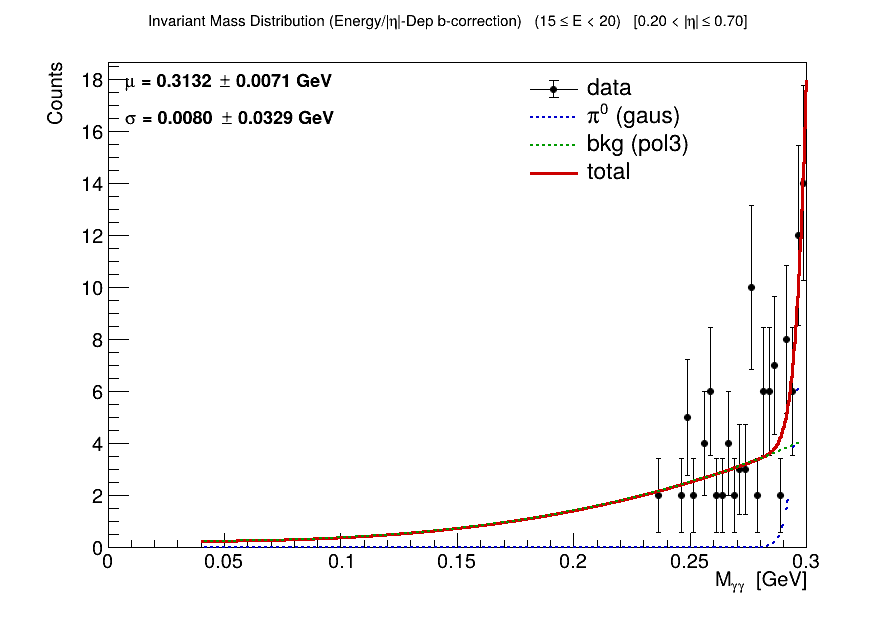 Invariant Mass Distribution (Energy/|η|-Dep b-correction) (15 ≤ E < 20) [0.20 < |η| ≤ 0.70]
Counts
μ = 0.3132 ± 0.0071 GeV
σ = 0.0080 ± 0.0329 GeV
data
π⁰ (gaus)
bkg (pol3)
total
18
16
14
12
10
8
6
4
2
0
0 0.05 0.1 0.15 0.2 0.25 0.3
Mγγ [GeV]